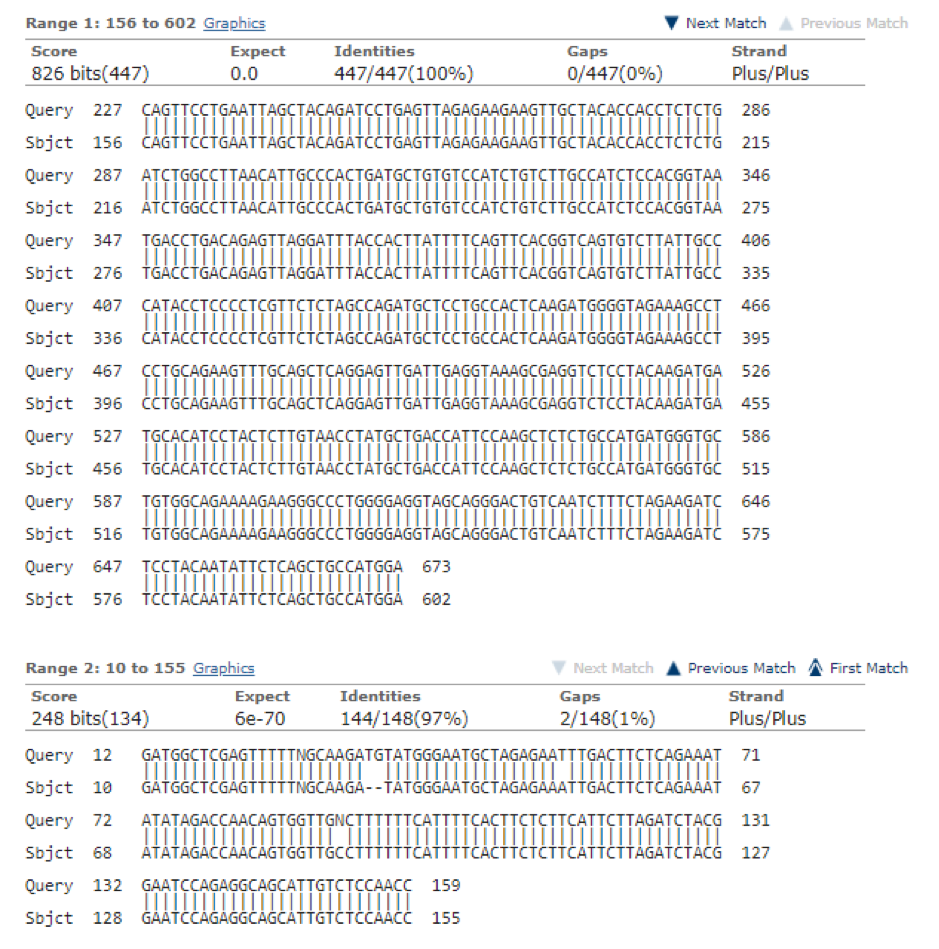 Range 1: 156 to 602 Graphics Next Match Previous Match
Score Expect Identities Gaps Strand
826 bits(447) 0.0 447/447(100%) 0/447(0%) Plus/Plus
Query 227 CAGTTCCTGAATTAGCTACAGATCCTGAGTTAGAGAAGAAGTTGCTACACCACCTCTCTG 286
Sbjct 156 CAGTTCCTGAATTAGCTACAGATCCTGAGTTAGAGAAGAAGTTGCTACACCACCTCTCTG 215
Query 287 ATCTGGCCTTAACATTGCCCACTGATGCTGTGTCCATCTGTCTTGCCATCTCCACGGTAA 346
Sbjct 216 ATCTGGCCTTAACATTGCCCACTGATGCTGTGTCCATCTGTCTTGCCATCTCCACGGTAA 275
Query 347 TGACCTGACAGAGTTAGGATTTACCACTTATTTTCAGTTCACGGTCAGTGTCTTATTGCC 406
Sbjct 276 TGACCTGACAGAGTTAGGATTTACCACTTATTTTCAGTTCACGGTCAGTGTCTTATTGCC 335
Query 407 CATACCTCCCCTCGTTCTCTAGCCAGATGCTCCTGCCACTCAAGATGGGGTAGAAAGCCT 466
Sbjct 336 CATACCTCCCCTCGTTCTCTAGCCAGATGCTCCTGCCACTCAAGATGGGGTAGAAAGCCT 395
Query 467 CCTGCAGAAGTTTGCAGCTCAGGAGTTGATTGAGGTAAAGCGAGGTCTCCTACAAGATGA 526
Sbjct 396 CCTGCAGAAGTTTGCAGCTCAGGAGTTGATTGAGGTAAAGCGAGGTCTCCTACAAGATGA 455
Query 527 TGCACATCCTACTCTTGTAACCTATGCTGACCATTCCAAGCTCTCTGCCATGATGGGTGC 586
Sbjct 456 TGCACATCCTACTCTTGTAACCTATGCTGACCATTCCAAGCTCTCTGCCATGATGGGTGC 515
Query 587 TGTGGCAGAAAAGAAGGGCCCTGGGGAGGTAGCAGGGACTGTCAATCTTTCTAGAAGATC 646
Sbjct 516 TGTGGCAGAAAAGAAGGGCCCTGGGGAGGTAGCAGGGACTGTCAATCTTTCTAGAAGATC 575
Query 647 TCCTACAATATTCTCAGCTGCCATGGA 673
Sbjct 576 TCCTACAATATTCTCAGCTGCCATGGA 602
Range 2: 10 to 155 Graphics Next Match Previous Match First Match
Score Expect Identities Gaps Strand
248 bits(134) 6e-70 144/148(97%) 2/148(1%) Plus/Plus
Query 12 GATGGCTCGAGTTTTTNGCAAGATGTATGGGAATGCTAGAGAATTTGACTTCTCAGAAAT 71
Sbjct 10 GATGGCTCGAGTTTTTNGCAAGA--TATGGGAATGCTAGAGAAATTGACTTCTCAGAAAT 67
Query 72 ATATAGACCAACAGTGGTTGNCTTTTTTCATTTTCACTTCTCTTCATTCTTAGATCTACG 131
Sbjct 68 ATATAGACCAACAGTGGTTGCCTTTTTTCATTTTCACTTCTCTTCATTCTTAGATCTACG 127
Query 132 GAATCCAGAGGCAGCATTGTCTCCAACC 159
Sbjct 128 GAATCCAGAGGCAGCATTGTCTCCAACC 155